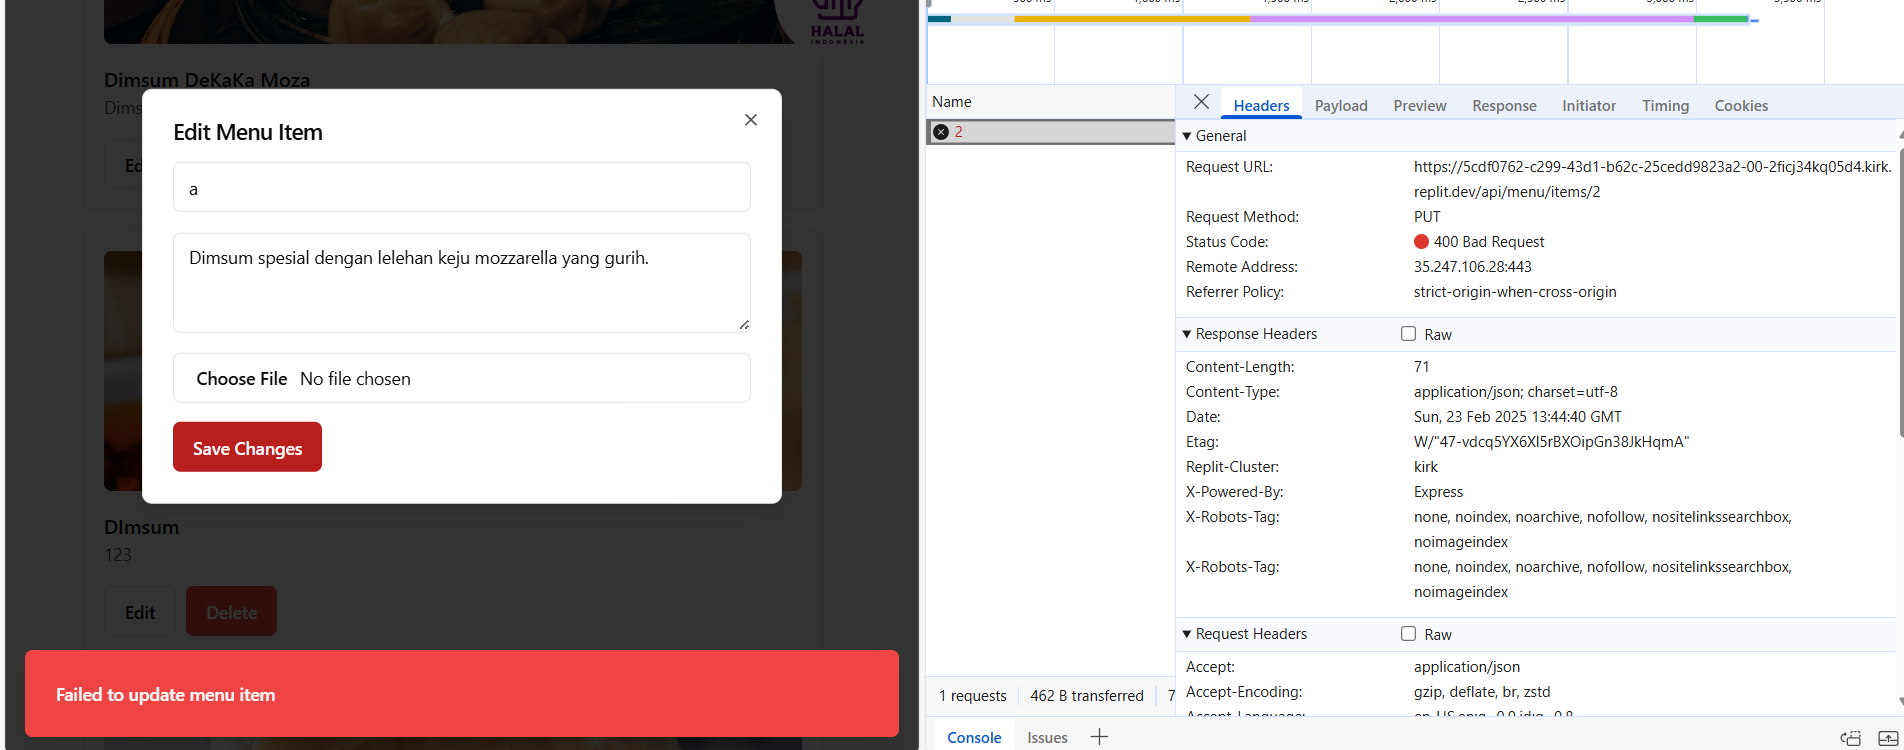 HALAL
INDONESIA
Dimsum DeKaKa Moza
Dims
Ed
Edit Menu Item
a
Dimsum spesial dengan lelehan keju mozzarella yang gurih.
Choose File No file chosen
Save Changes
DImsum
123
Edit
Delete
Failed to update menu item
Name
2
1 requests
462 B transferred
7
Headers
Payload
Preview
Response
Initiator
Timing
Cookies
General
Request URL: https://5cdf0762-c299-43d1-b62c-25cedd9823a2-00-2ficj34kq05d4.kirk.
replit.dev/api/menu/items/2
Request Method: PUT
Status Code: 400 Bad Request
Remote Address: 35.247.106.28:443
Referrer Policy: strict-origin-when-cross-origin
Response Headers
Raw
Content-Length: 71
Content-Type: application/json; charset=utf-8
Date: Sun, 23 Feb 2025 13:44:40 GMT
Etag: W/"47-vdcq5YX6XI5rBXOipGn38JkHqmA"
Replit-Cluster: kirk
X-Powered-By: Express
X-Robots-Tag: none, noindex, noarchive, nofollow, nositelinkssearchbox,
noimageindex
X-Robots-Tag: none, noindex, noarchive, nofollow, nositelinkssearchbox,
noimageindex
Request Headers
Raw
Accept: application/json
Accept-Encoding: gzip, deflate, br, zstd
Console
Issues